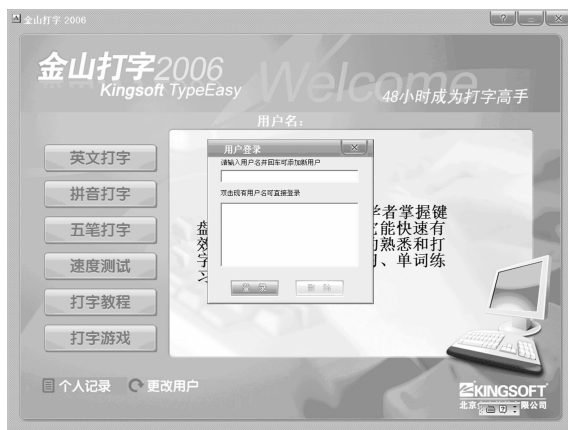 金山打字 2006
金山打字2006
Kingsoft TypeEasy
Welcome
48小时成为打字高手
用户名:
英文打字
拼音打字
五笔打字
速度测试
打字教程
打字游戏
用户登录
请输入用户名并回车可添加新用户
双击现有用户名可直接登录
登 录
删 除
学者掌握键
盘
能快速有
效
的熟悉和打
字
、单词练
习
个人记录
更改用户
KINGSOFT
北京
限公司